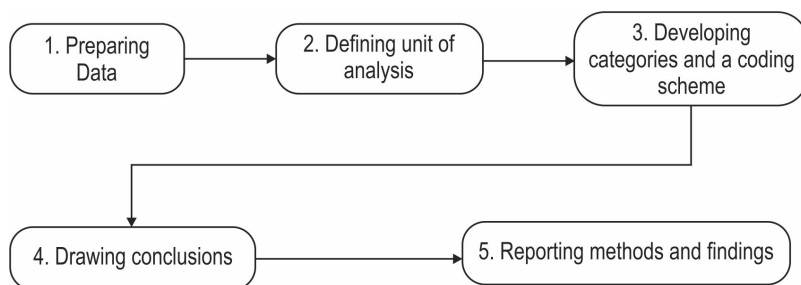 1. Preparing
Data
2. Defining unit of
analysis
3. Developing
categories and a coding
scheme
4. Drawing conclusions
5. Reporting methods and findings